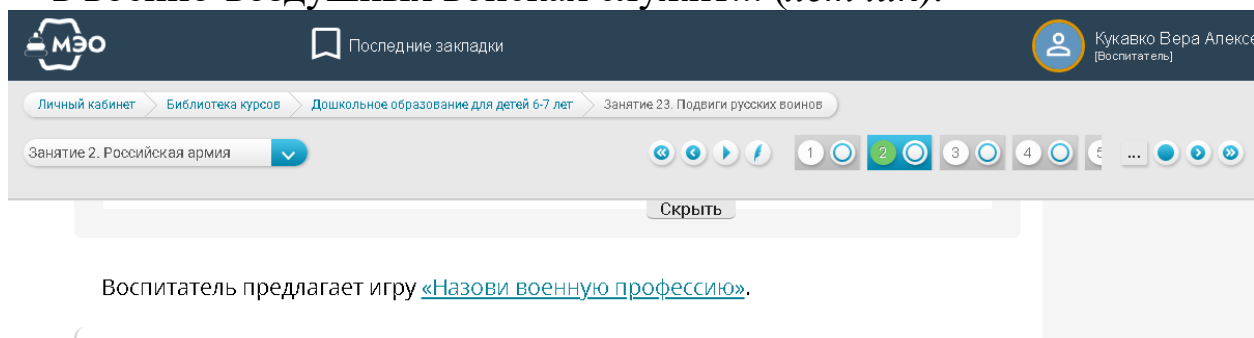 мэо
Последние закладки
Кукавко Вера Алексе
[Воспитатель]
Личный кабинет
Библиотека курсов
Дошкольное образование для детей 6-7 лет
Занятие 23. Подвиги русских воинов
Занятие 2. Российская армия
1 2 3 4 ...
Скрыть
Воспитатель предлагает игру «Назови военную профессию».